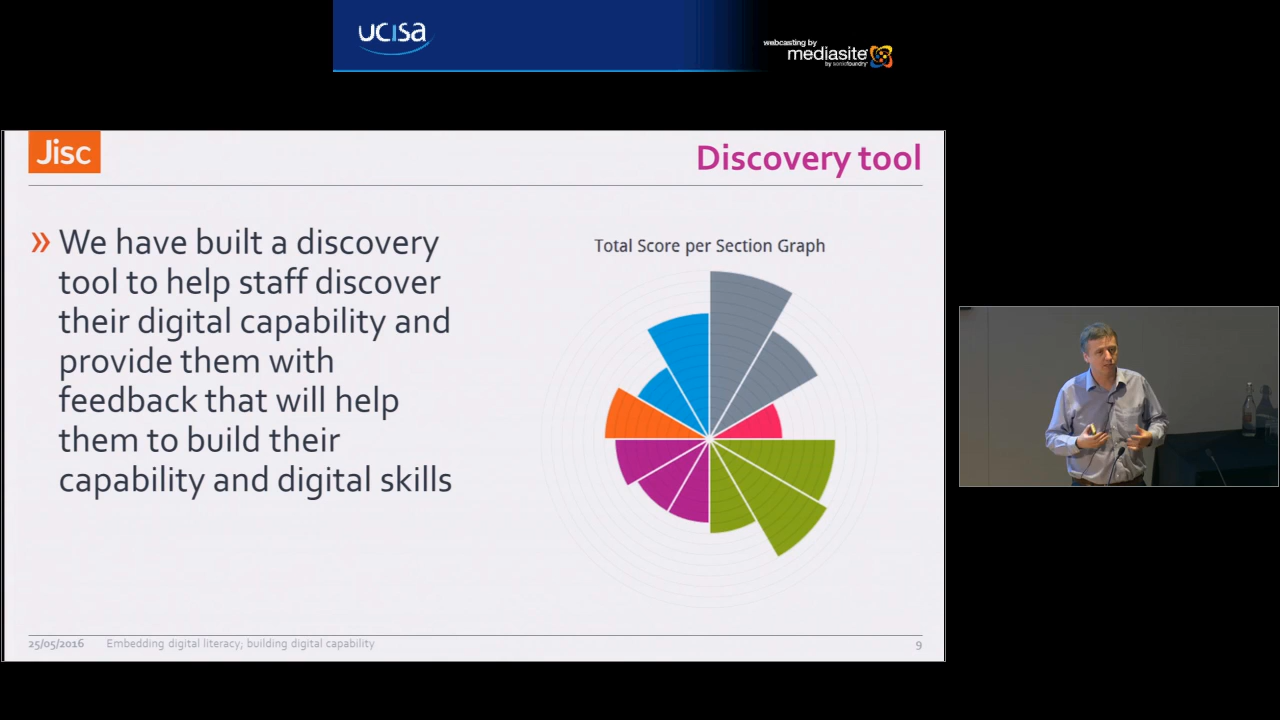 ucisa
webcasting by
mediasite
by sonicfoundry
Jisc
Discovery tool
» We have built a discovery
tool to help staff discover
their digital capability and
provide them with
feedback that will help
them to build their
capability and digital skills
Total Score per Section Graph
25/05/2016 Embedding digital literacy; building digital capability 9